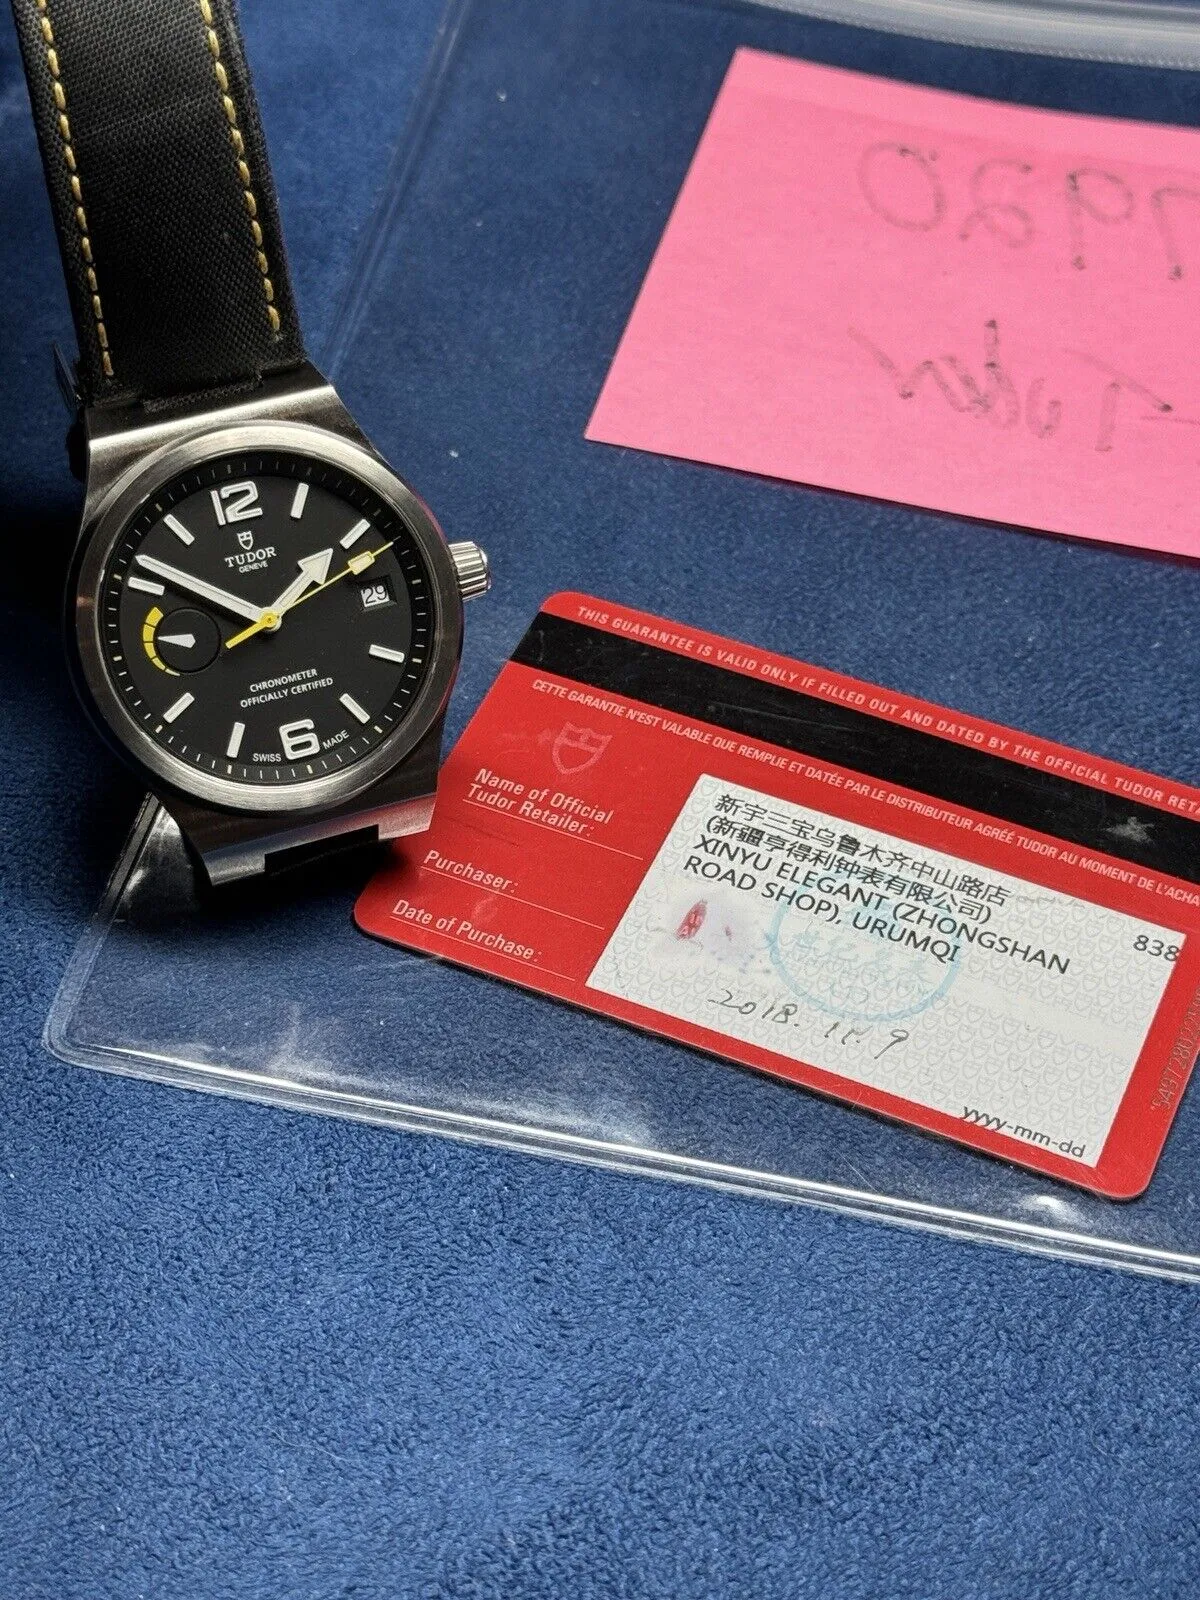 12
TUDOR
GENEVE
29
CHRONOMETER
OFFICIALLY CERTIFIED
6
SWISS MADE
7920
Tudor
THIS GUARANTEE IS VALID ONLY IF FILLED OUT AND DATED BY THE OFFICIAL TUDOR
CETTE GARANTIE N'EST VALABLE QUE REMPLIE ET DATÉE PAR LE DISTRIBUTEUR AGRÉÉ TUDOR AU MOMENT DE
Name of Official
Tudor Retailer:
Purchaser:
Date of Purchase:
新宇三宝乌鲁木齐中山路店
(新疆亨得利钟表有限公司)
XINYU ELEGANT (ZHONGSHAN
ROAD SHOP), URUMQI
838
2018. 11. 9
yyyy-mm-dd